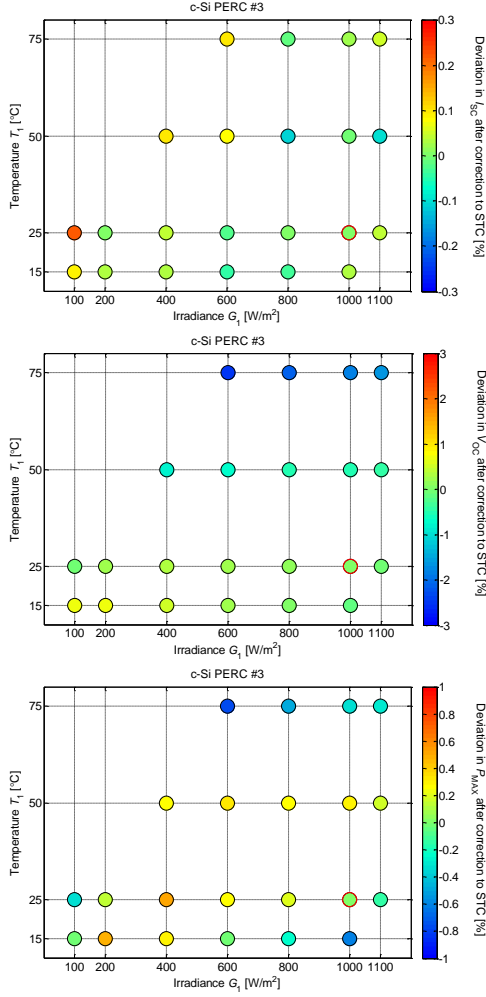 c-Si PERC #3
75
50
25
15
100 200 400 600 800 1000 1100
Temperature T1 [°C]
Irradiance G1 [W/m²]
0.3
0.2
0.1
0
-0.1
-0.2
-0.3
Deviation in ISC after correction to STC [%]
c-Si PERC #3
75
50
25
15
100 200 400 600 800 1000 1100
Temperature T1 [°C]
Irradiance G1 [W/m²]
3
2
1
0
-1
-2
-3
Deviation in VOC after correction to STC [%]
c-Si PERC #3
75
50
25
15
100 200 400 600 800 1000 1100
Temperature T1 [°C]
Irradiance G1 [W/m²]
1
0.8
0.6
0.4
0.2
0
-0.2
-0.4
-0.6
-0.8
-1
Deviation in PMAX after correction to STC [%]